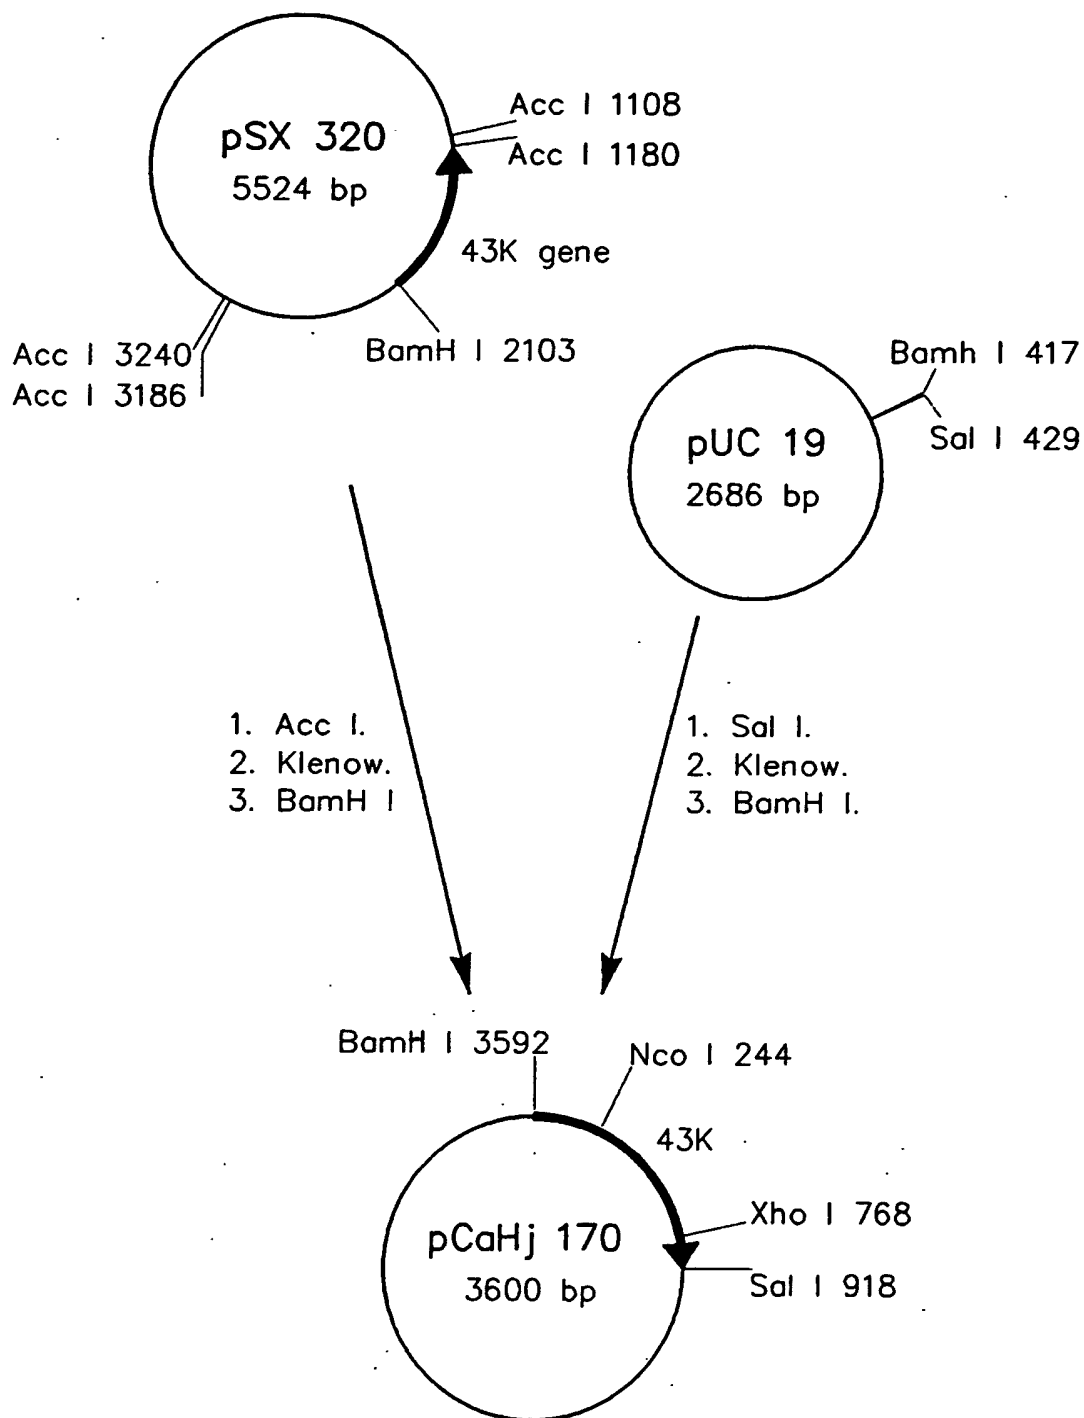 pSX 320
5524 bp
Acc I 1108
Acc I 1180
43K gene
BamH I 2103
Acc I 3240
Acc I 3186
pUC 19
2686 bp
Bamh I 417
Sal I 429
1. Acc I.
2. Klenow.
3. BamH I
1. Sal I.
2. Klenow.
3. BamH I.
BamH I 3592
Nco I 244
43K
Xho I 768
Sal I 918
pCaHj 170
3600 bp